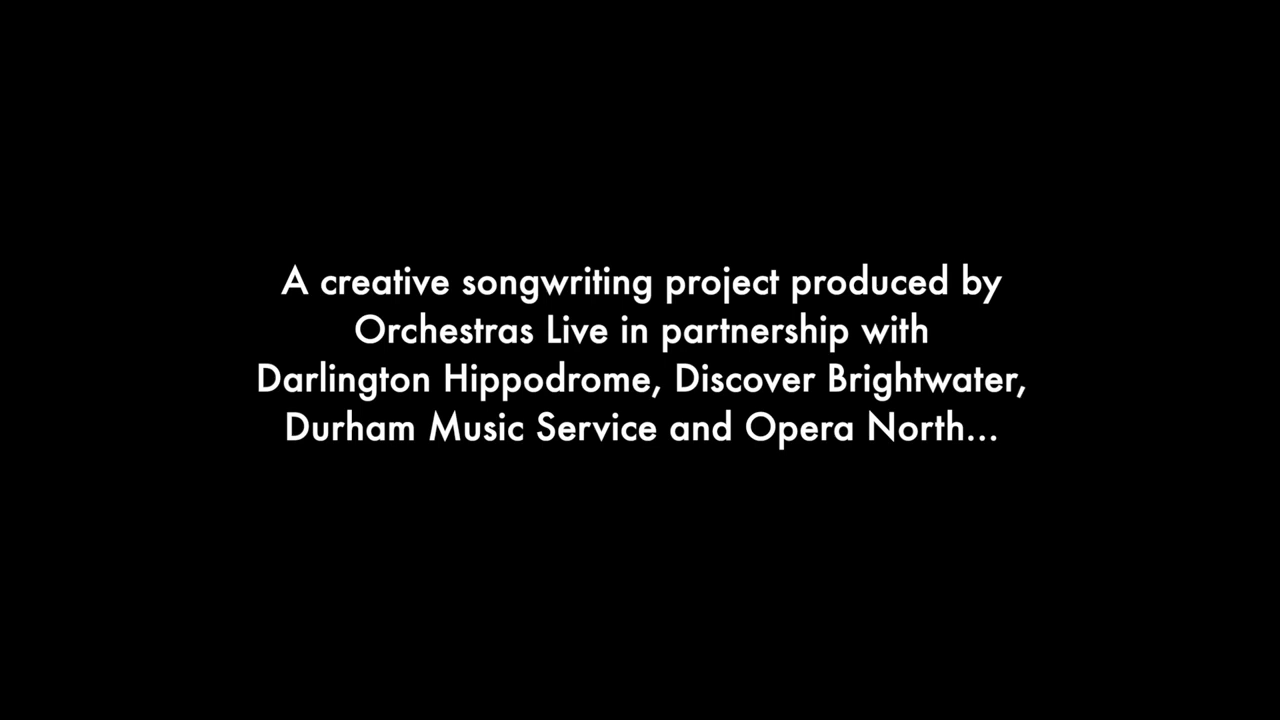 A creative songwriting project produced by
Orchestras Live in partnership with
Darlington Hippodrome, Discover Brightwater,
Durham Music Service and Opera North...